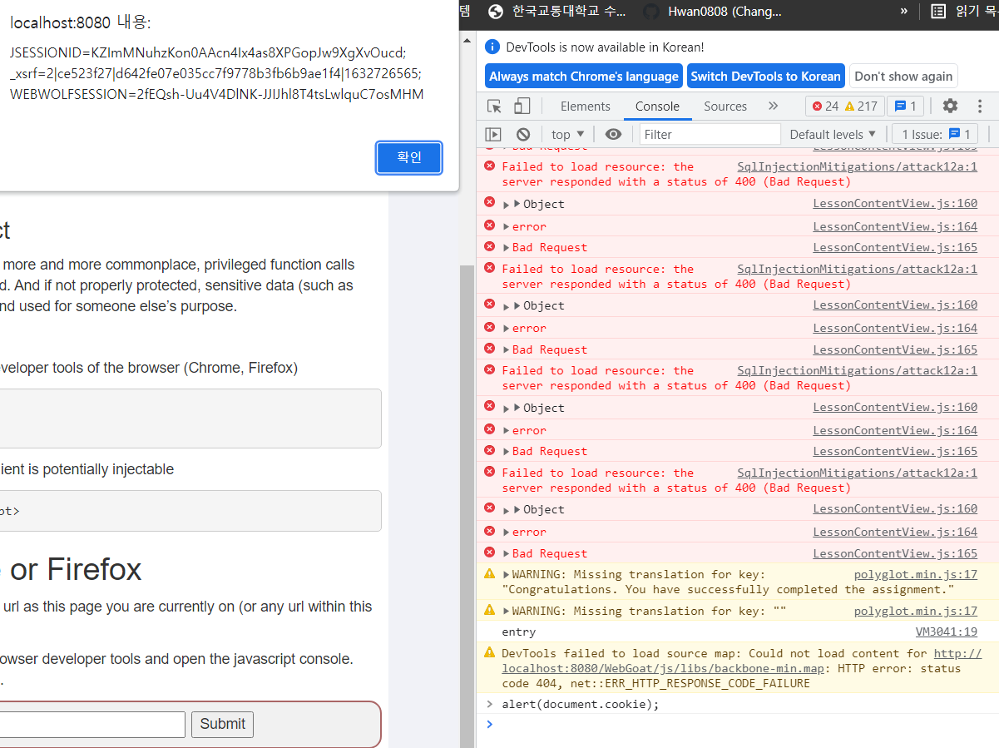 템 한국교통대학교 수... Hwan0808 (Chang... » 읽기 목
localhost:8080 내용:
JSESSIONID=KZImMNuhzKon0AAcn4Ix4as8XPGopJw9XgXvOucd;
_xsrf=2|ce523f27|d642fe07e035cc7f9778b3fb6b9ae1f4|1632726565;
WEBWOLFSESSION=2fEQsh-Uu4V4DlNK-JJIJhl8T4tsLwlquC7osMHM
확인
ct
more and more commonplace, privileged function calls
d. And if not properly protected, sensitive data (such as
nd used for someone else’s purpose.
eveloper tools of the browser (Chrome, Firefox)
ient is potentially injectable
pt>
or Firefox
url as this page you are currently on (or any url within this
owser developer tools and open the javascript console.
.
Submit
DevTools is now available in Korean!
Always match Chrome's language Switch DevTools to Korean Don't show again
Elements Console Sources » 24 217 1
top Filter Default levels 1 Issue: 1
Bad Request LessonContentView.js:165
Failed to load resource: the SqlInjectionMitigations/attack12a:1
server responded with a status of 400 (Bad Request)
Object LessonContentView.js:160
error LessonContentView.js:164
Bad Request LessonContentView.js:165
Failed to load resource: the SqlInjectionMitigations/attack12a:1
server responded with a status of 400 (Bad Request)
Object LessonContentView.js:160
error LessonContentView.js:164
Bad Request LessonContentView.js:165
Failed to load resource: the SqlInjectionMitigations/attack12a:1
server responded with a status of 400 (Bad Request)
Object LessonContentView.js:160
error LessonContentView.js:164
Bad Request LessonContentView.js:165
Failed to load resource: the SqlInjectionMitigations/attack12a:1
server responded with a status of 400 (Bad Request)
Object LessonContentView.js:160
error LessonContentView.js:164
Bad Request LessonContentView.js:165
WARNING: Missing translation for key: polyglot.min.js:17
"Congratulations. You have successfully completed the assignment."
WARNING: Missing translation for key: "" polyglot.min.js:17
entry VM3041:19
DevTools failed to load source map: Could not load content for http://
localhost:8080/WebGoat/js/libs/backbone-min.map: HTTP error: status
code 404, net::ERR_HTTP_RESPONSE_CODE_FAILURE
> alert(document.cookie);
>